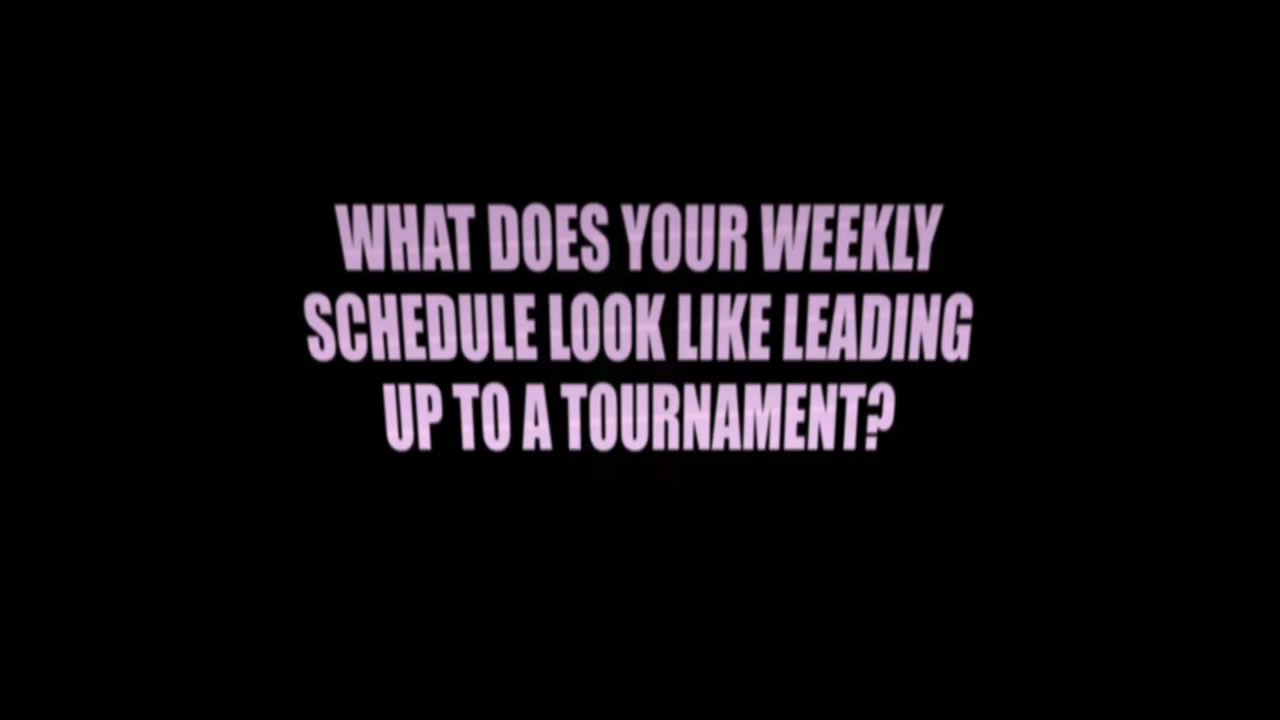 WHAT DOES YOUR WEEKLY
SCHEDULE LOOK LIKE LEADING
UP TO A TOURNAMENT?